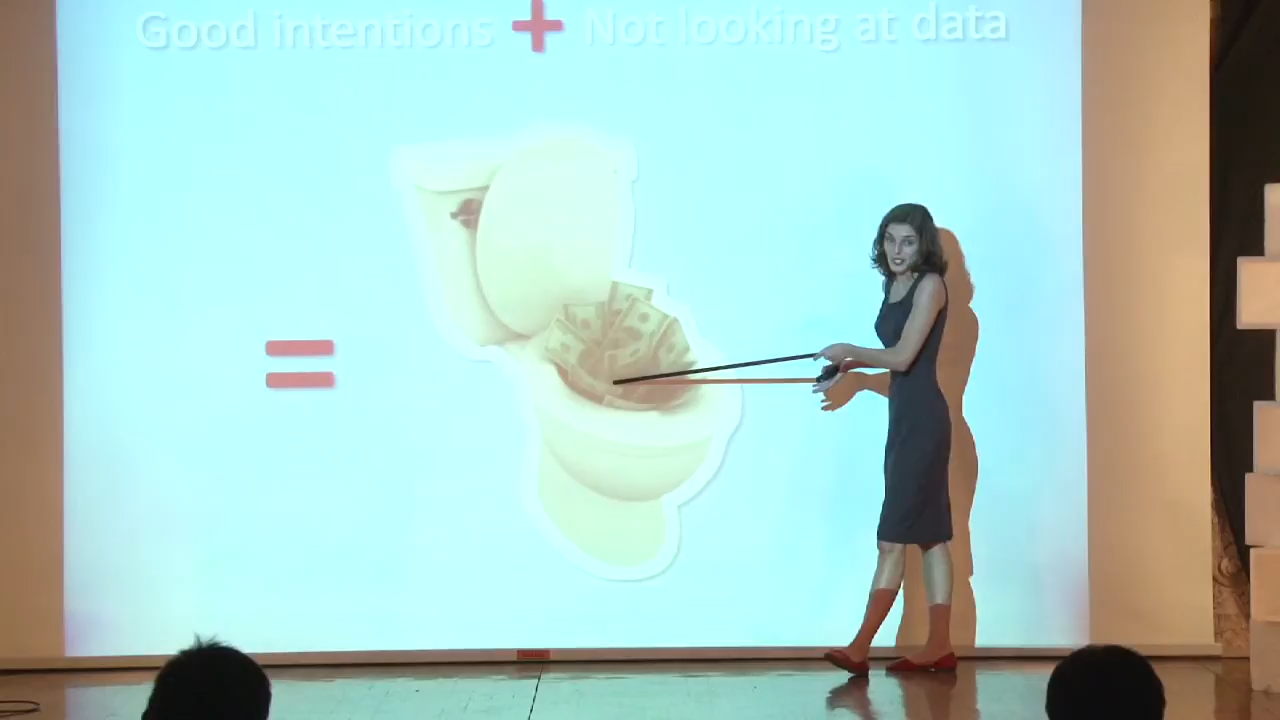 Good intentions + Not looking at data
=